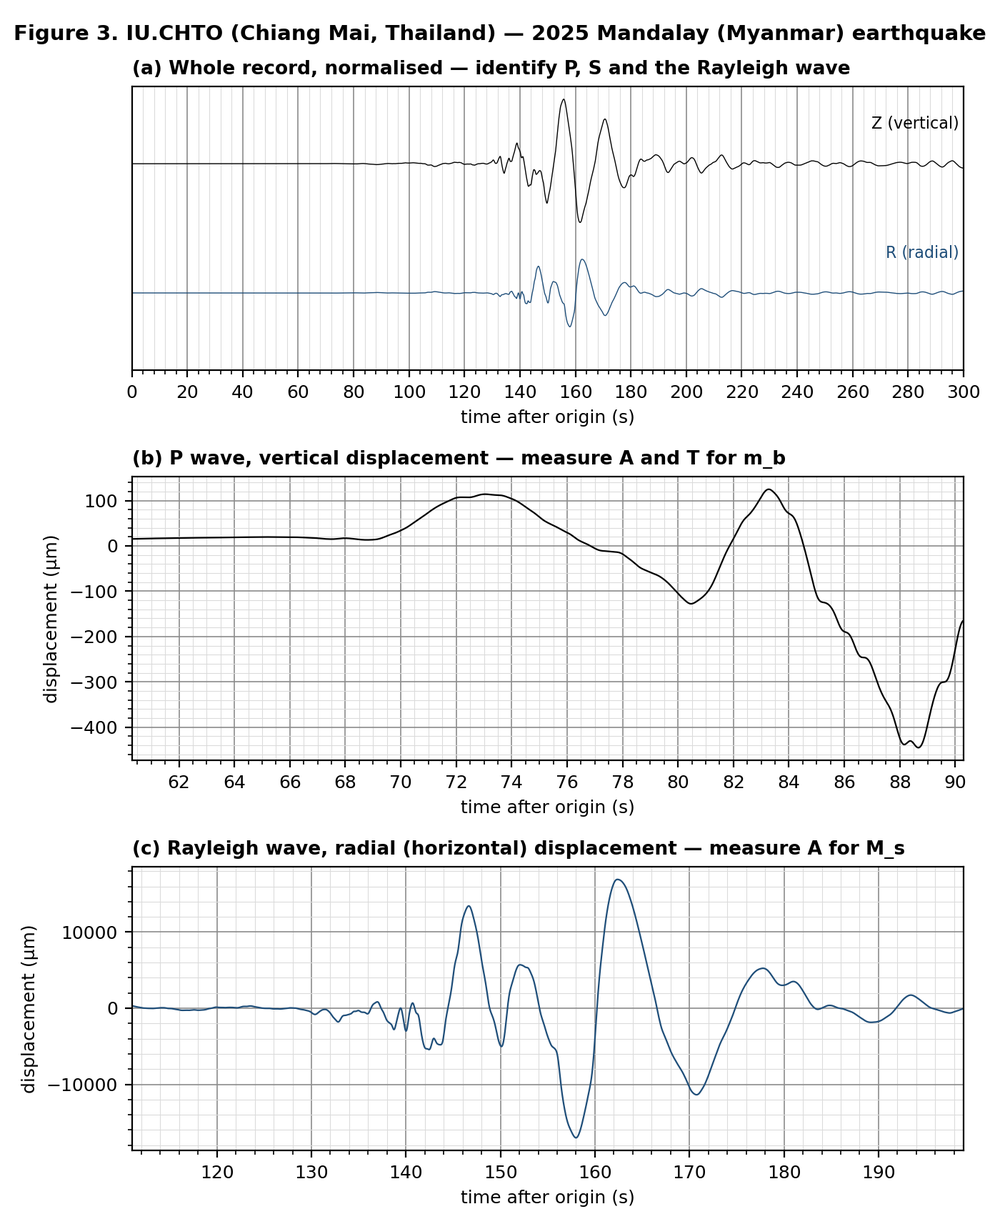 Figure 3. IU.CHTO (Chiang Mai, Thailand) — 2025 Mandalay (Myanmar) earthquake
(a) Whole record, normalised — identify P, S and the Rayleigh wave
Z (vertical)
R (radial)
0 20 40 60 80 100 120 140 160 180 200 220 240 260 280 300
time after origin (s)
(b) P wave, vertical displacement — measure A and T for m_b
displacement (µm)
100
0
−100
−200
−300
−400
62 64 66 68 70 72 74 76 78 80 82 84 86 88 90
time after origin (s)
(c) Rayleigh wave, radial (horizontal) displacement — measure A for M_s
displacement (µm)
10000
0
−10000
120 130 140 150 160 170 180 190
time after origin (s)